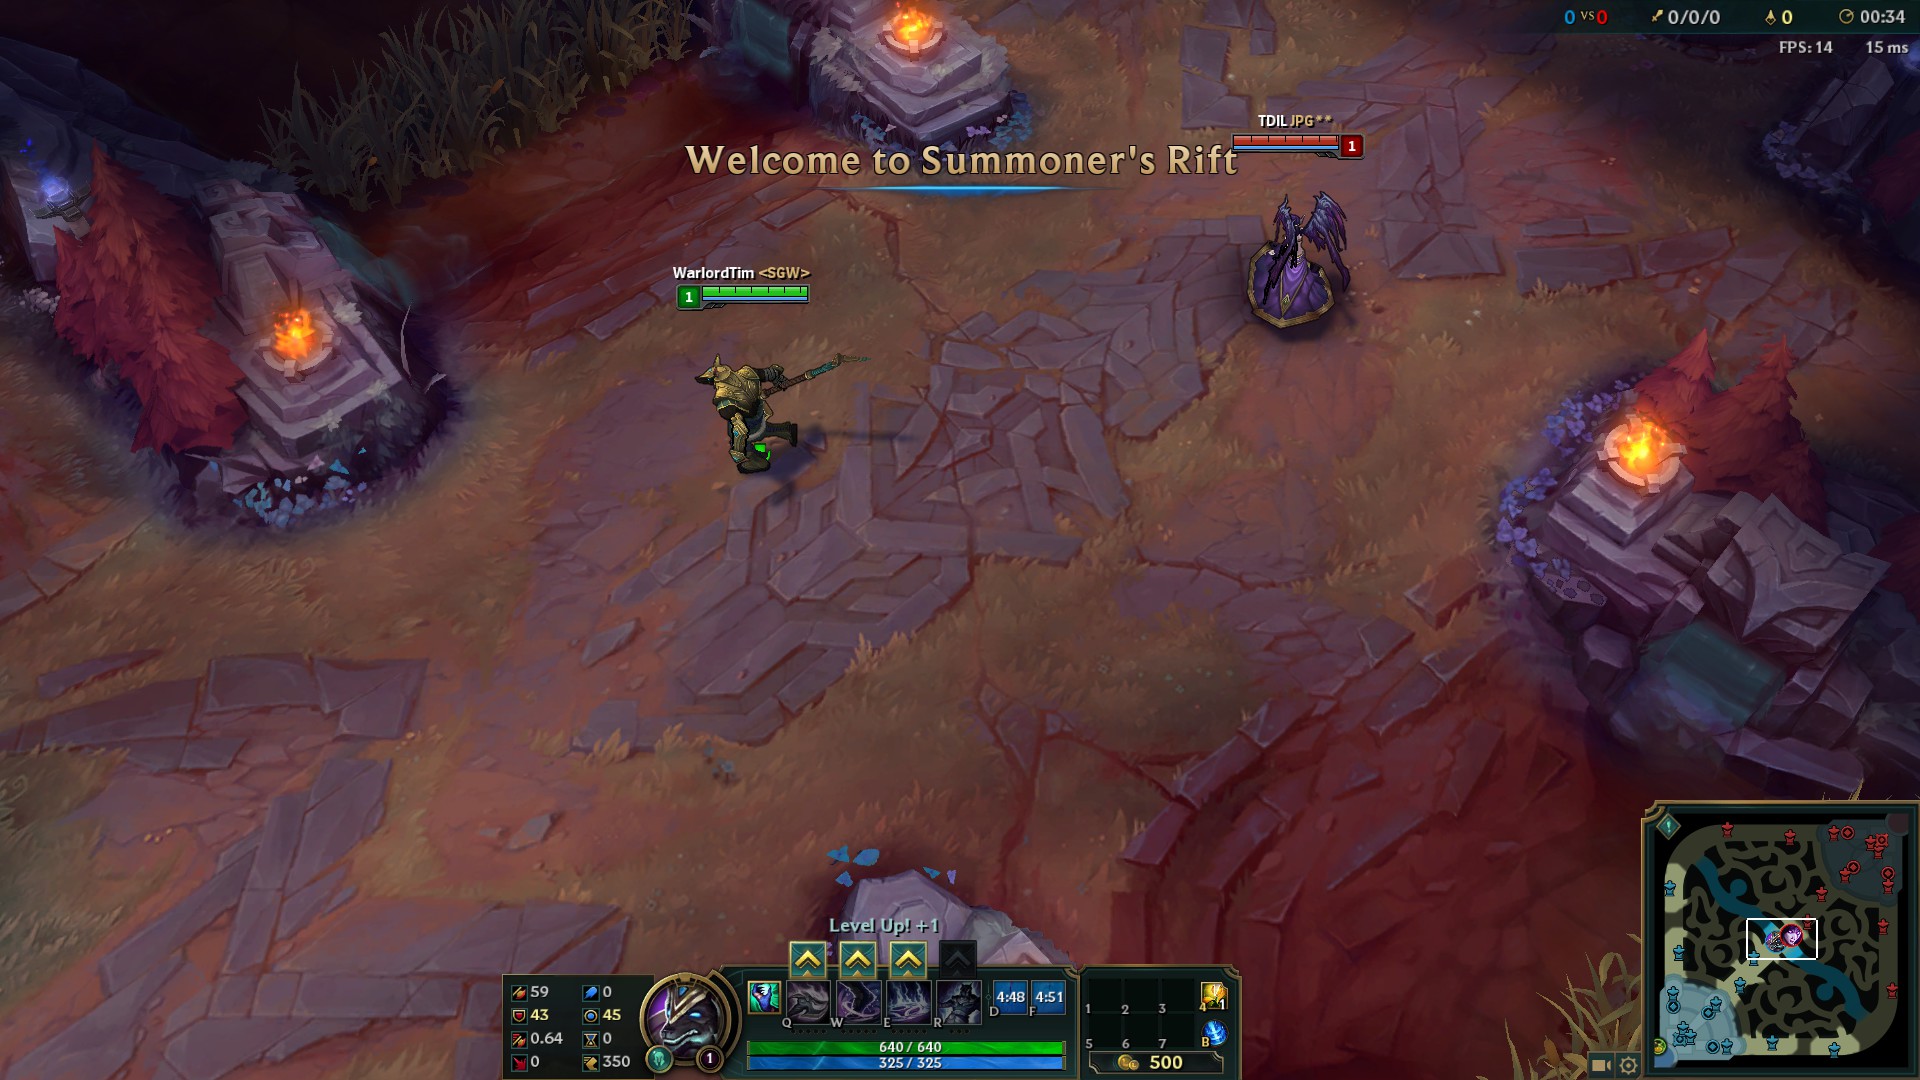 0 VS 0 0/0/0 0 00:34
FPS: 14 15 ms
TDIL JPG**
1
Welcome to Summoner's Rift
WarlordTim <SGW>
1
Level Up! +1
59 0
43 45
0.64 0
0 350
1
Q W E R
4:48 4:51
D F
640 / 640
325 / 325
1 2 3 4 1
5 6 7 B
500